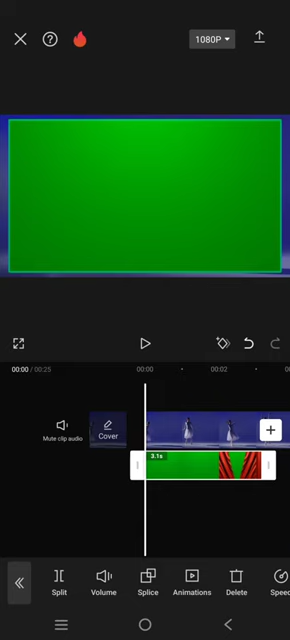 1080P
00:00 / 00:25
00:00
00:02
Mute clip audio
Cover
3.1s
Split
Volume
Splice
Animations
Delete
Speed